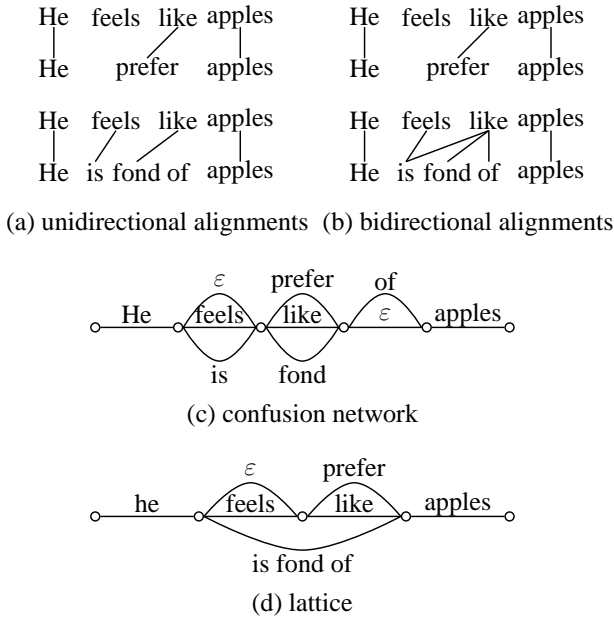 He feels like apples
He prefer apples
He feels like apples
He is fond of apples
(a) unidirectional alignments
He feels like apples
He prefer apples
He feels like apples
He is fond of apples
(b) bidirectional alignments
ε prefer of
He feels like ε apples
is fond
(c) confusion network
ε prefer
he feels like apples
is fond of
(d) lattice